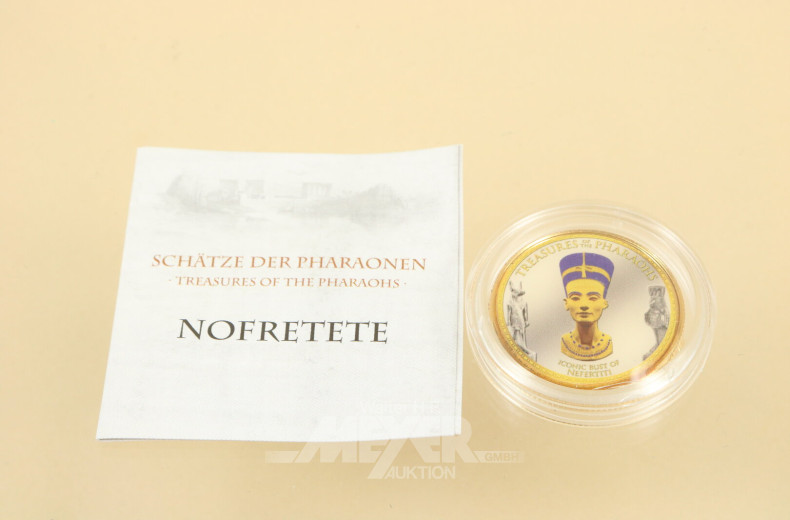 SCHÄTZE DER PHARAONEN
· TREASURES OF THE PHARAOHS ·
NOFRETETE
TREASURES OF THE PHARAOHS
ICONIC BUST OF
NEFERTITI
MEYER
AUKTION
GMBH